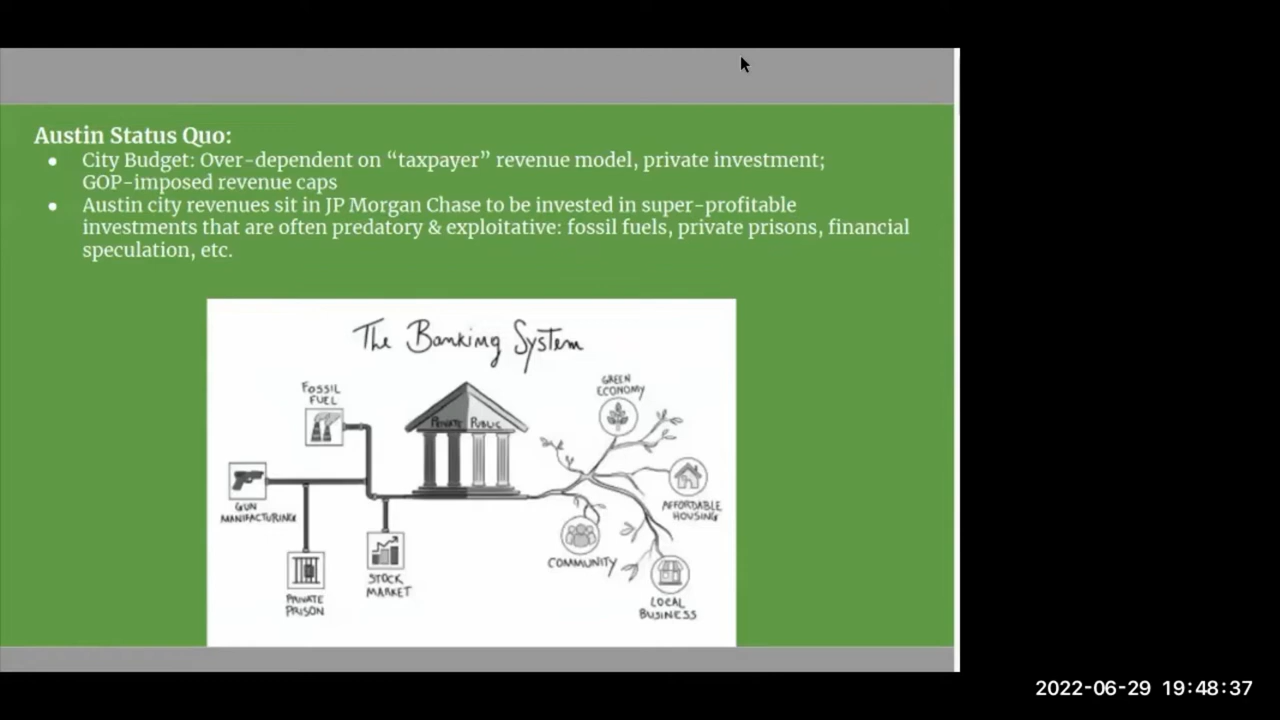 Austin Status Quo:
● City Budget: Over-dependent on “taxpayer” revenue model, private investment;
GOP-imposed revenue caps
● Austin city revenues sit in JP Morgan Chase to be invested in super-profitable
investments that are often predatory & exploitative: fossil fuels, private prisons, financial
speculation, etc.
The Banking System
FOSSIL
FUEL
GREEN
ECONOMY
PRIVATE PUBLIC
GUN
MANIFACTURING
AFFORDABLE
HOUSING
COMMUNITY
STOCK
MARKET
PRIVATE
PRISON
LOCAL
BUSINESS
2022-06-29 19:48:37